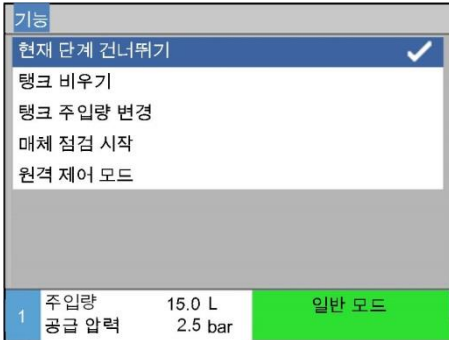 기능
현재 단계 건너뛰기
탱크 비우기
탱크 주입량 변경
매체 점검 시작
원격 제어 모드
1 주입량 15.0 L 일반 모드
공급 압력 2.5 bar